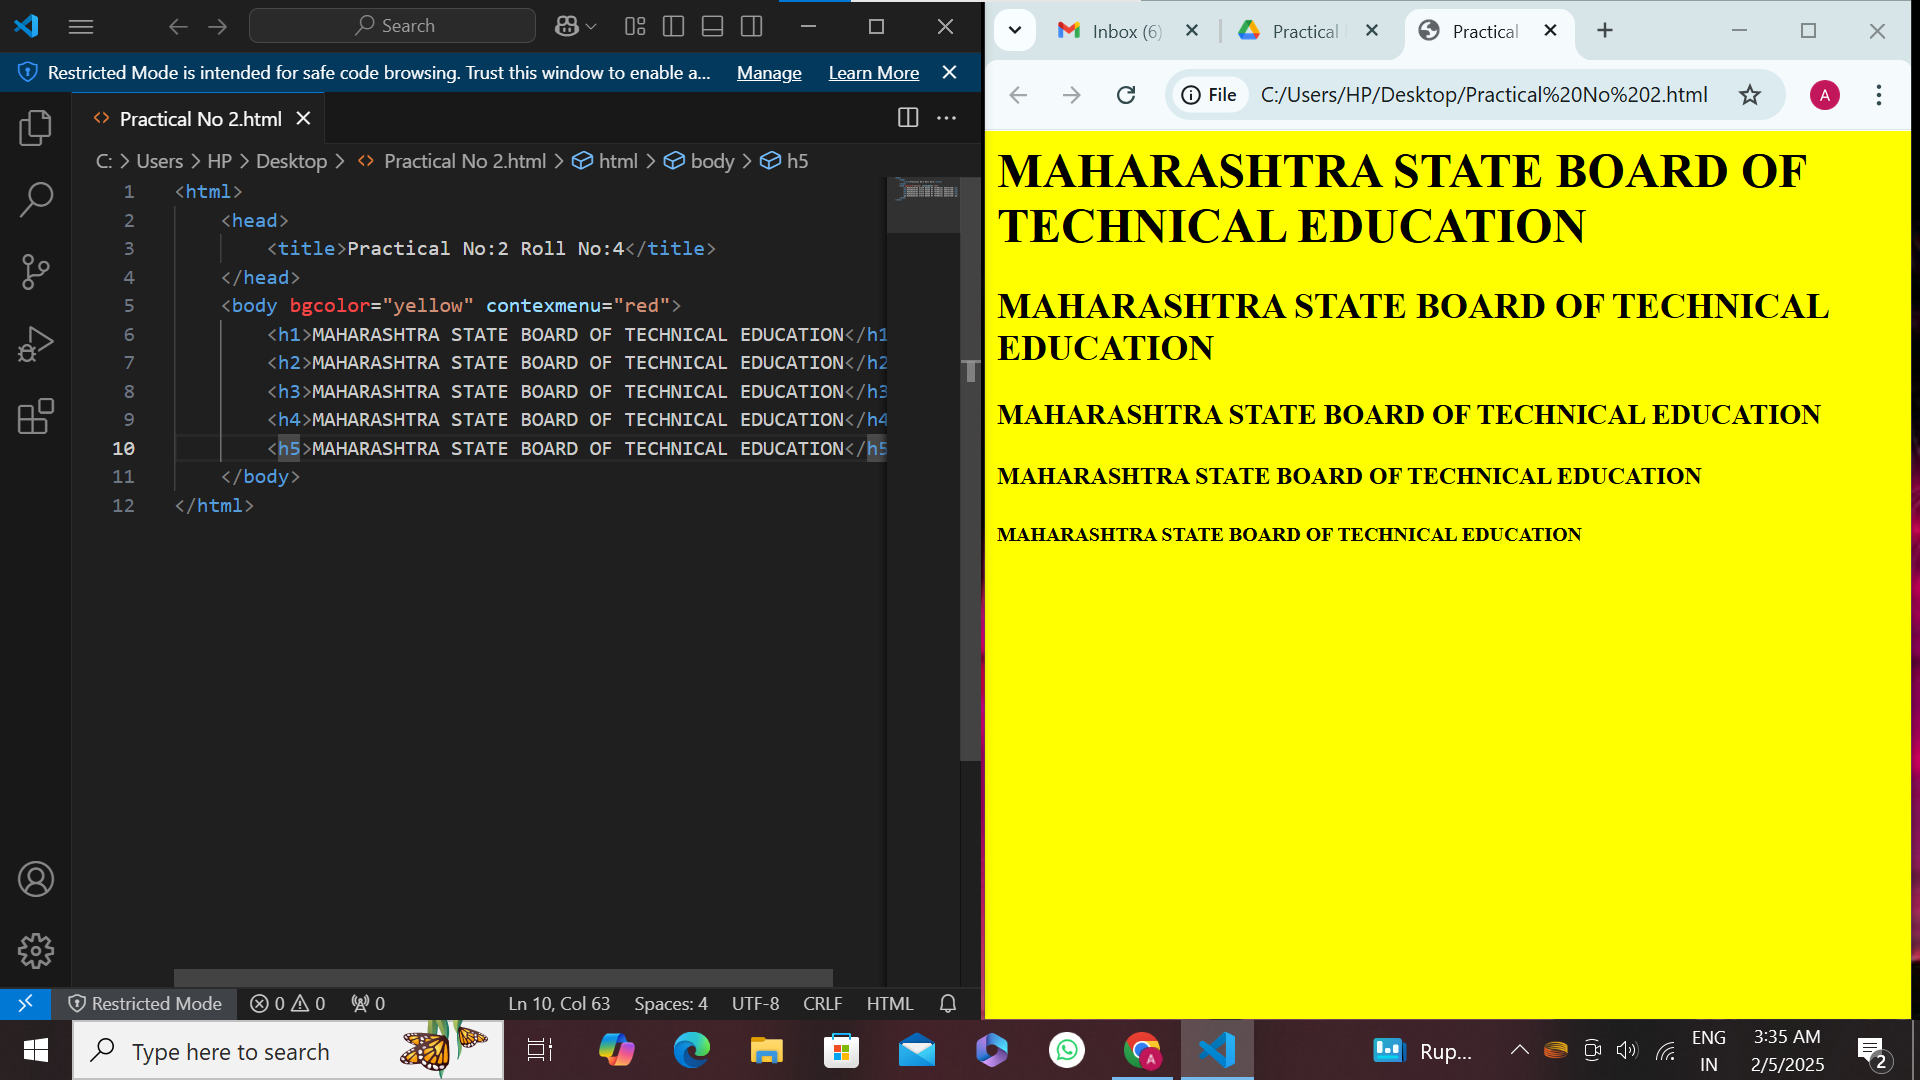 Search
Restricted Mode is intended for safe code browsing. Trust this window to enable a... Manage Learn More
Practical No 2.html
C: > Users > HP > Desktop > Practical No 2.html > html > body > h5
1 <html>
2 <head>
3 <title>Practical No:2 Roll No:4</title>
4 </head>
5 <body bgcolor="yellow" contexmenu="red">
6 <h1>MAHARASHTRA STATE BOARD OF TECHNICAL EDUCATION</h1
7 <h2>MAHARASHTRA STATE BOARD OF TECHNICAL EDUCATION</h2
8 <h3>MAHARASHTRA STATE BOARD OF TECHNICAL EDUCATION</h3
9 <h4>MAHARASHTRA STATE BOARD OF TECHNICAL EDUCATION</h4
10 <h5>MAHARASHTRA STATE BOARD OF TECHNICAL EDUCATION</h5
11 </body>
12 </html>
Restricted Mode 0 0 0 Ln 10, Col 63 Spaces: 4 UTF-8 CRLF HTML
Inbox (6) Practical Practical
File C:/Users/HP/Desktop/Practical%20No%202.html A
MAHARASHTRA STATE BOARD OF
TECHNICAL EDUCATION
MAHARASHTRA STATE BOARD OF TECHNICAL
EDUCATION
MAHARASHTRA STATE BOARD OF TECHNICAL EDUCATION
MAHARASHTRA STATE BOARD OF TECHNICAL EDUCATION
MAHARASHTRA STATE BOARD OF TECHNICAL EDUCATION
Type here to search A Rup... ENG 3:35 AM
IN 2/5/2025 2